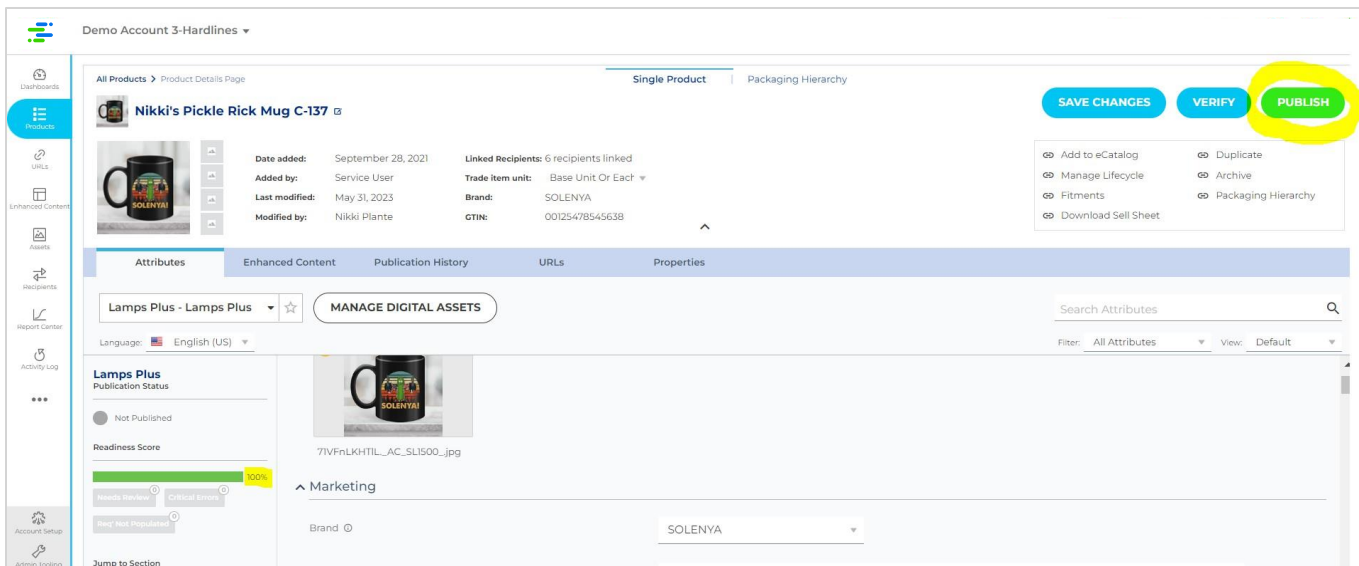 Demo Account 3-Hardlines
Dashboards
Products
URLs
Enhanced Content
Assets
Recipients
Report Center
Activity Log
Account Setup
Admin Tooling
All Products > Product Details Page
Single Product | Packaging Hierarchy
Nikki's Pickle Rick Mug C-137
SAVE CHANGES VERIFY PUBLISH
SOLENYA!
Date added: September 28, 2021 Linked Recipients: 6 recipients linked
Added by: Service User Trade item unit: Base Unit Or Each
Last modified: May 31, 2023 Brand: SOLENYA
Modified by: Nikki Plante GTIN: 00125478545638
Add to eCatalog Duplicate
Manage Lifecycle Archive
Fitments Packaging Hierarchy
Download Sell Sheet
Attributes Enhanced Content Publication History URLs Properties
Lamps Plus - Lamps Plus MANAGE DIGITAL ASSETS Search Attributes
Language: English (US) Filter: All Attributes View: Default
Lamps Plus
Publication Status
Not Published
Readiness Score
100%
Needs Review 0 Critical Errors 0
Req' Not Populated 0
Jump to Section
SOLENYA!
71VFnLKHTIL._AC_SL1500_.jpg
Marketing
Brand SOLENYA